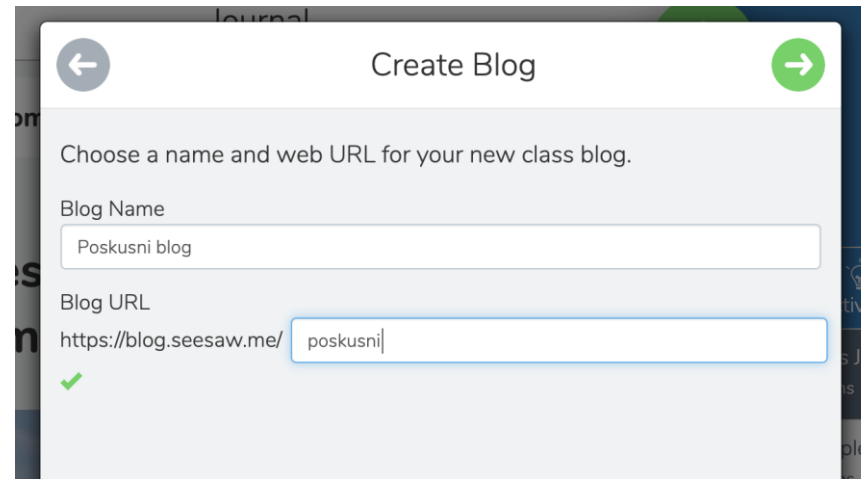 Journal
Create Blog
Choose a name and web URL for your new class blog.
Blog Name
Poskusni blog
Blog URL
https://blog.seesaw.me/ poskusni